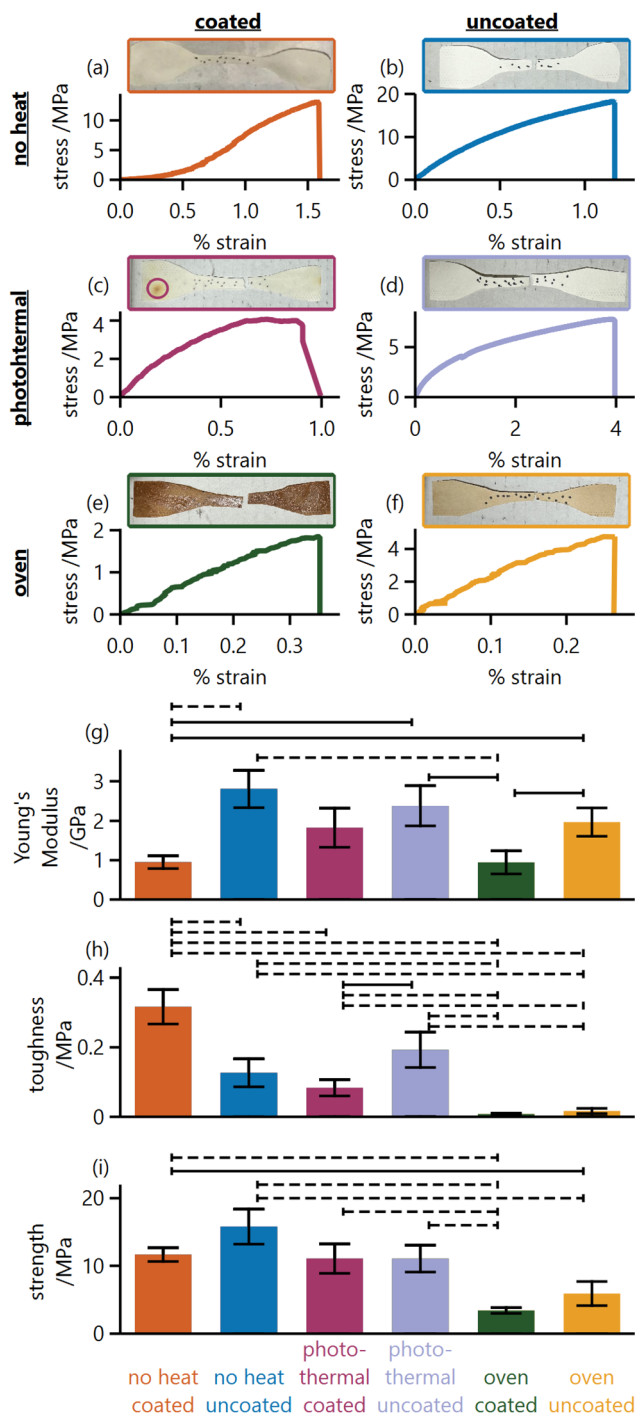 coated
uncoated
no heat
(a)
stress /MPa
10
5
0
0.0 0.5 1.0 1.5
% strain
(b)
stress /MPa
20
10
0
0.0 0.5 1.0
% strain
photohtermal
(c)
stress /MPa
4
2
0
0.0 0.5 1.0
% strain
(d)
stress /MPa
5
0
0 2 4
% strain
oven
(e)
stress /MPa
2
1
0
0.0 0.1 0.2 0.3
% strain
(f)
stress /MPa
4
2
0
0.0 0.1 0.2
% strain
(g)
Young's
Modulus
/GPa
3
2
1
0
(h)
toughness
/MPa
0.4
0.2
0
(i)
strength
/MPa
20
10
0
no heat
coated
no heat
uncoated
photo-
thermal
coated
photo-
thermal
uncoated
oven
coated
oven
uncoated